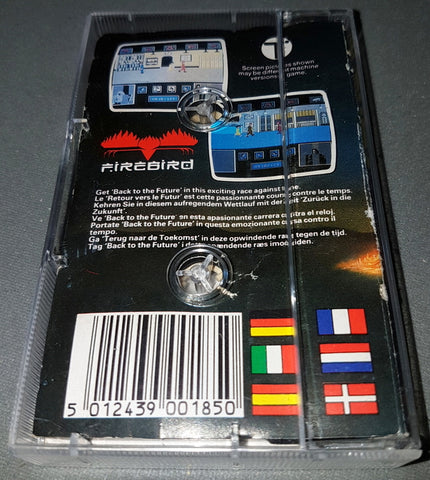 Screen pictures shown
may be different machine
versions of game.
FIREBIRD
Get 'Back to the Future' in this exciting race against time.
Le 'Retour vers le Futur' est cette passionnante course contre le temps.
Kehren Sie in diesem aufregendem Wettlauf mit der Zeit 'Zurück in die
Zukunft'.
Ve 'Back to the Future' en esta apasionante carrera contra el reloj.
Portate 'Back to the Future' in questa emozionante corsa contro il
tempo.
Ga 'Terug naar de Toekomst' in deze opwindende race tegen de tijd.
Tag 'Back to the Future' i dette spændende ræs imod tiden.
5 012439 001850